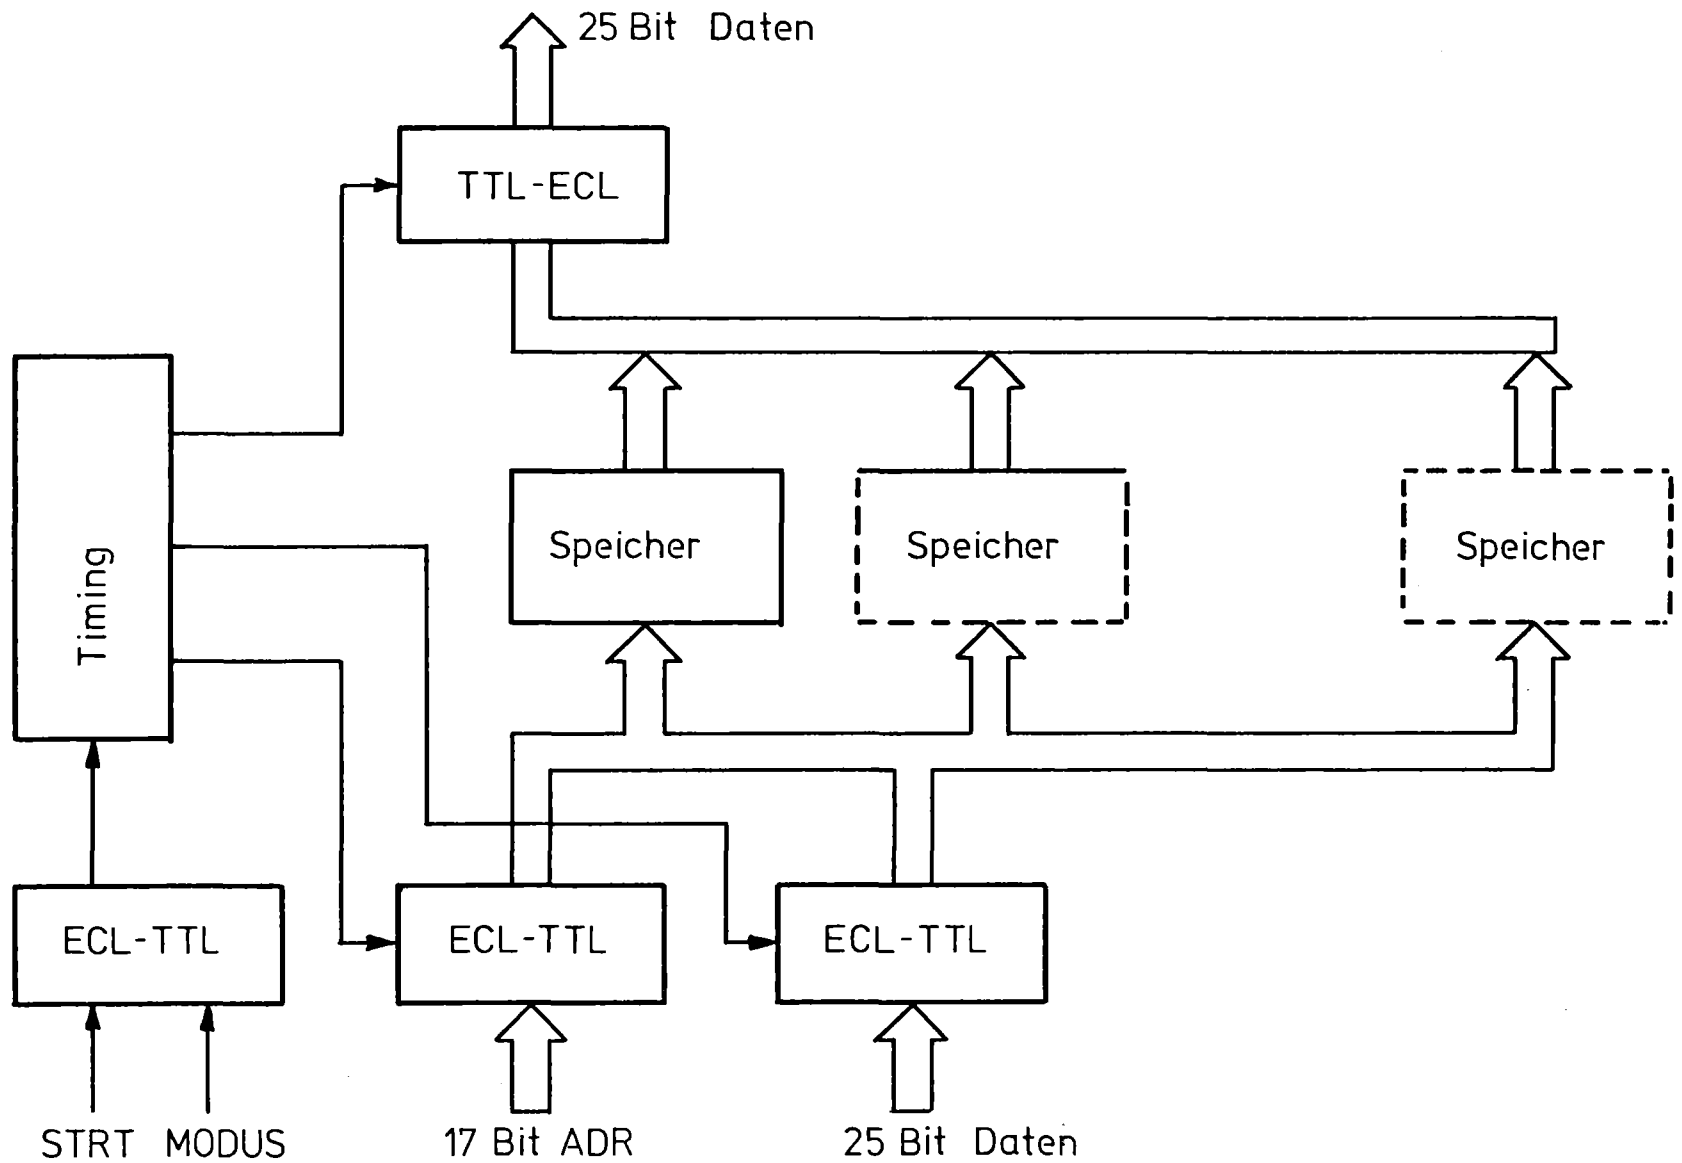 25 Bit Daten
TTL-ECL
Timing
Speicher
Speicher
Speicher
ECL-TTL
ECL-TTL
ECL-TTL
STRT MODUS
17 Bit ADR
25 Bit Daten